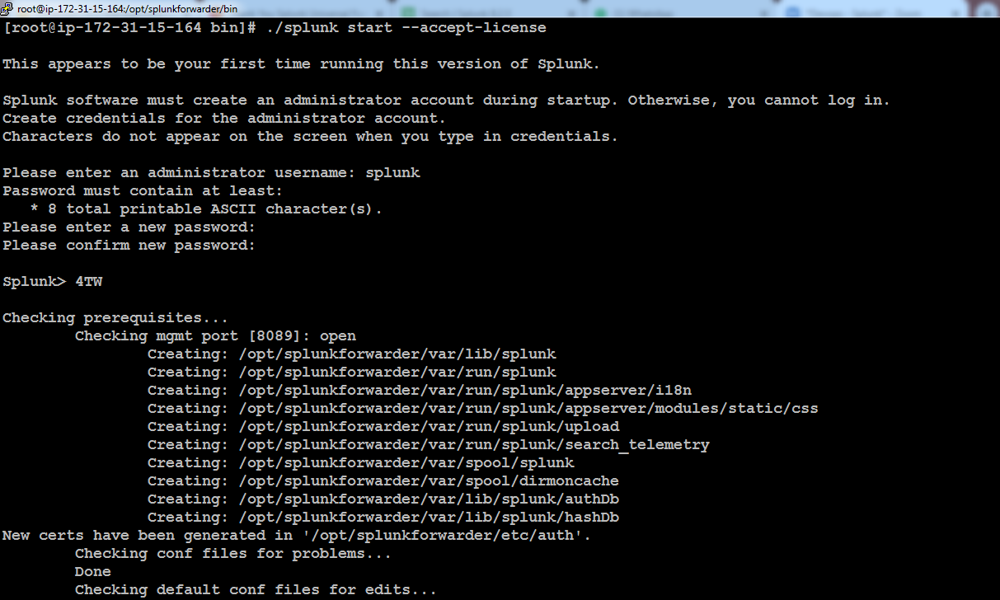 root@ip-172-31-15-164:/opt/splunkforwarder/bin
[root@ip-172-31-15-164 bin]# ./splunk start --accept-license
This appears to be your first time running this version of Splunk.
Splunk software must create an administrator account during startup. Otherwise, you cannot log in.
Create credentials for the administrator account.
Characters do not appear on the screen when you type in credentials.
Please enter an administrator username: splunk
Password must contain at least:
* 8 total printable ASCII character(s).
Please enter a new password:
Please confirm new password:
Splunk> 4TW
Checking prerequisites...
Checking mgmt port [8089]: open
Creating: /opt/splunkforwarder/var/lib/splunk
Creating: /opt/splunkforwarder/var/run/splunk
Creating: /opt/splunkforwarder/var/run/splunk/appserver/i18n
Creating: /opt/splunkforwarder/var/run/splunk/appserver/modules/static/css
Creating: /opt/splunkforwarder/var/run/splunk/upload
Creating: /opt/splunkforwarder/var/run/splunk/search_telemetry
Creating: /opt/splunkforwarder/var/spool/splunk
Creating: /opt/splunkforwarder/var/spool/dirmoncache
Creating: /opt/splunkforwarder/var/lib/splunk/authDb
Creating: /opt/splunkforwarder/var/lib/splunk/hashDb
New certs have been generated in '/opt/splunkforwarder/etc/auth'.
Checking conf files for problems...
Done
Checking default conf files for edits...